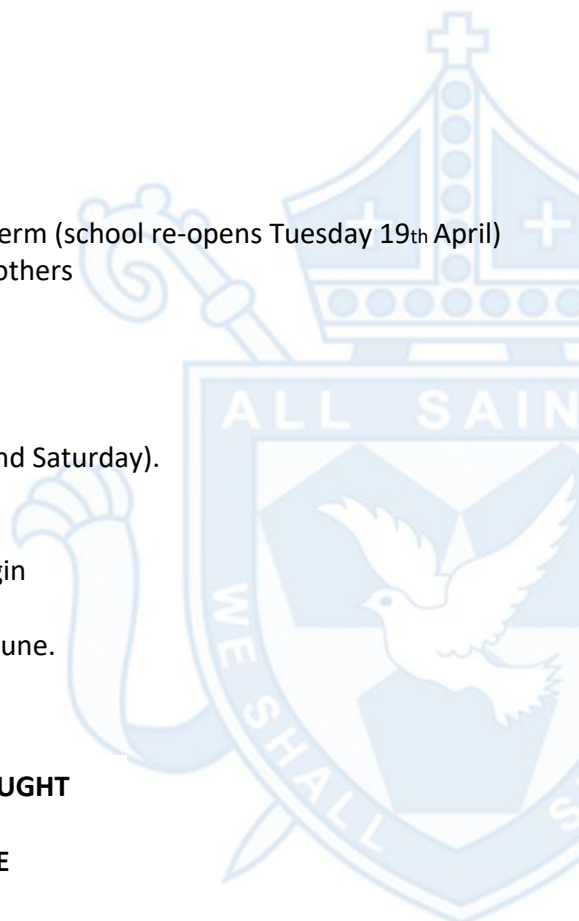 erm (school re-opens Tuesday 19th April)
others
ALL SAIN
nd Saturday).
gin
WE SHALL S
une.
UGHT
E